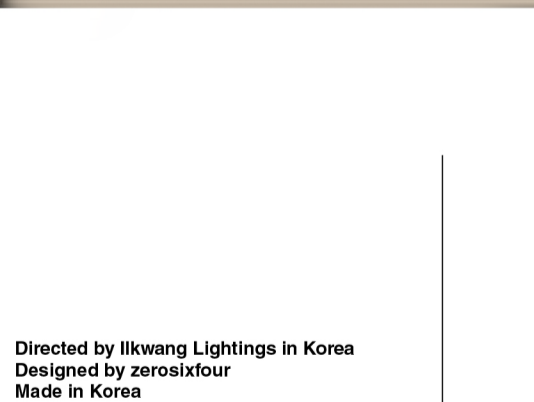 Directed by Ilkwang Lightings in Korea
Designed by zerosixfour
Made in Korea